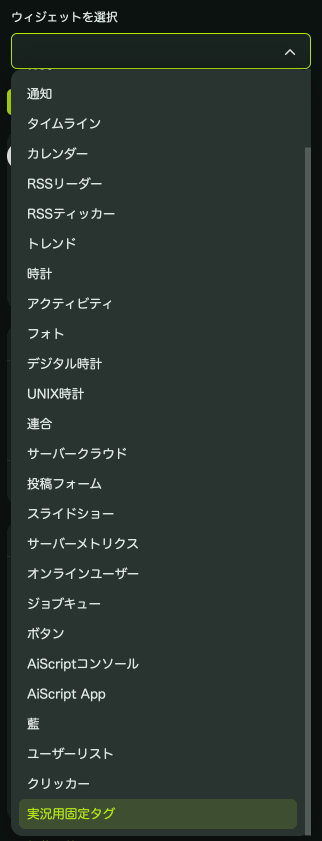 ウィジェットを選択
通知
タイムライン
カレンダー
RSSリーダー
RSSティッカー
トレンド
時計
アクティビティ
フォト
デジタル時計
UNIX時計
連合
サーバークラウド
投稿フォーム
スライドショー
サーバーメトリクス
オンラインユーザー
ジョブキュー
ボタン
AiScriptコンソール
AiScript App
藍
ユーザーリスト
クリッカー
実況用固定タグ